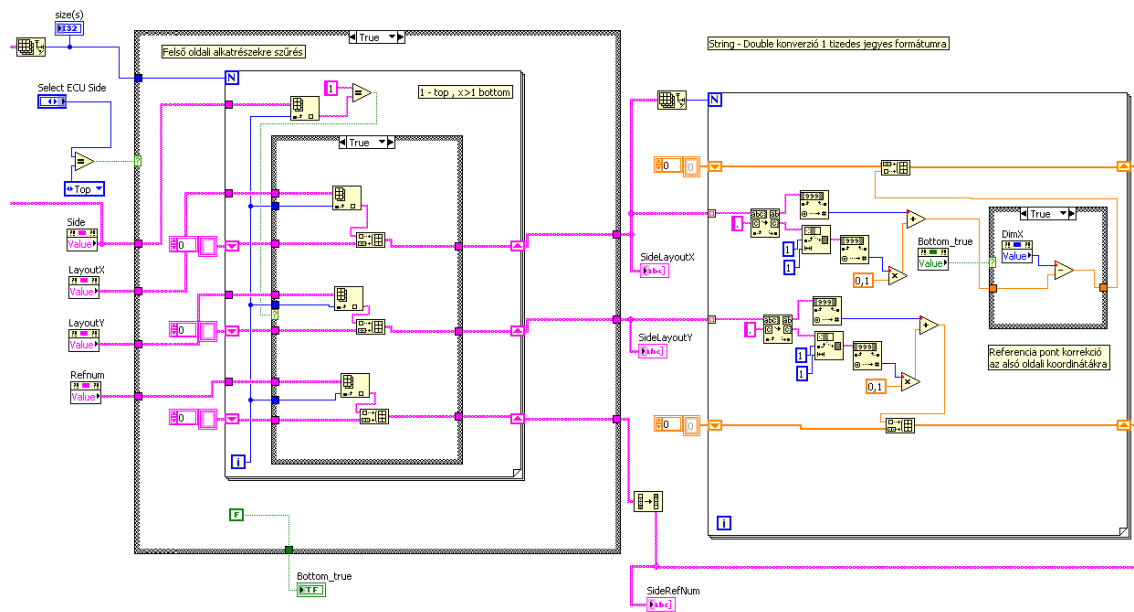 size(s)
I32
True
Felső oldali alkatrészekre szűrés
String - Double konverzió 1 tizedes jegyes formátumra
N
N
Select ECU Side
1
=
1 - top , x>1 bottom
True
=
?
Top
0
True
Side
Value
0
DimX
Value
Bottom_true
Value
?
1
1
0,1
SideLayoutX
abc
LayoutX
Value
LayoutY
Value
0
?
SideLayoutY
abc
1
1
0,1
Referencia pont korrekció
az alsó oldali koordinátákra
Refnum
Value
0
0
i
F
i
Bottom_true
TF
SideRefNum
abc